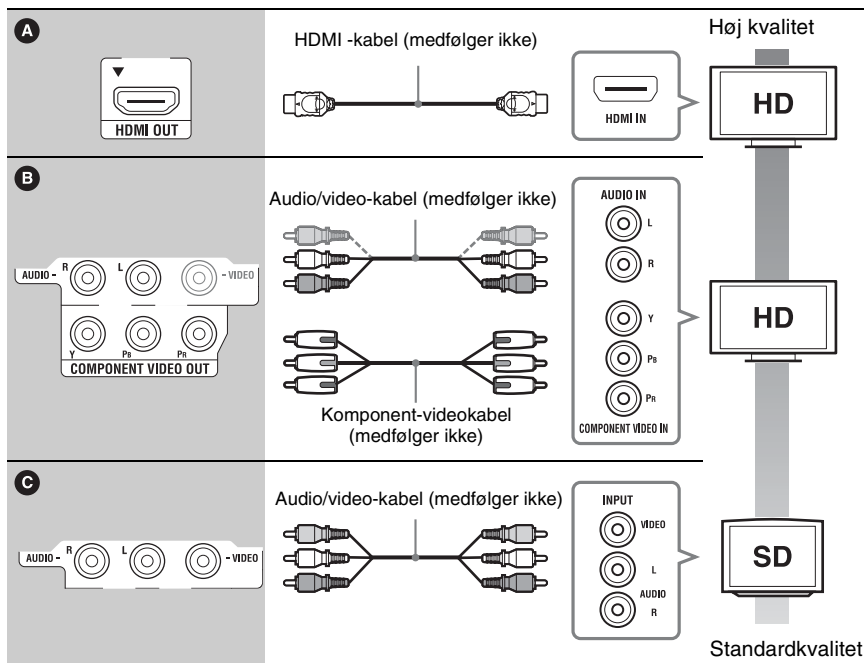 A
HDMI OUT
HDMI -kabel (medfølger ikke)
HDMI IN
Høj kvalitet
HD
B
AUDIO - R L - VIDEO
Y PB PR
COMPONENT VIDEO OUT
Audio/video-kabel (medfølger ikke)
Komponent-videokabel
(medfølger ikke)
AUDIO IN
L
R
Y
PB
PR
COMPONENT VIDEO IN
HD
C
AUDIO - R L - VIDEO
Audio/video-kabel (medfølger ikke)
INPUT
VIDEO
L
AUDIO
R
SD
Standardkvalitet